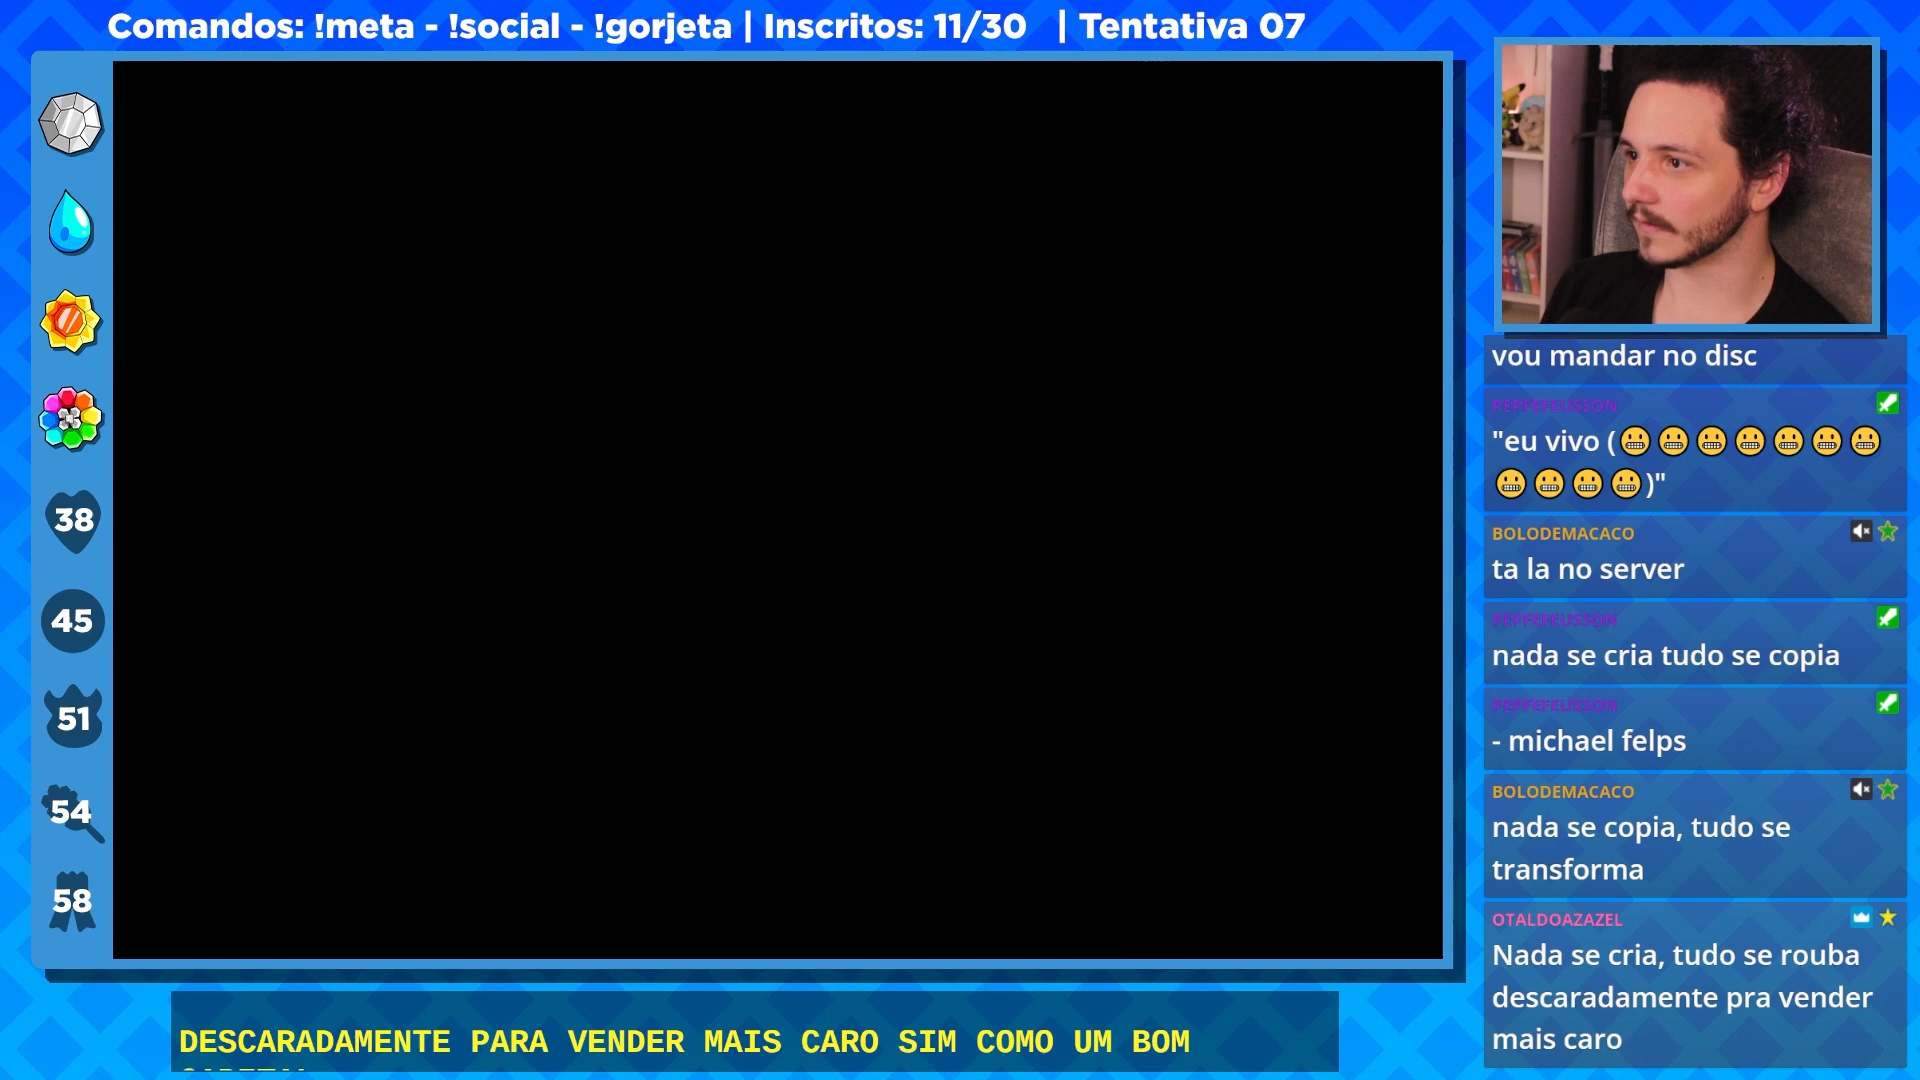 Comandos: !meta - !social - !gorjeta | Inscritos: 11/30 | Tentativa 07
38
45
51
54
58
vou mandar no disc
PEPFEFEUSSON
"eu vivo (😬😬😬😬😬😬😬
😬😬😬😬)"
BOLODEMACACO
ta la no server
PEPFEFEUSSON
nada se cria tudo se copia
PEPFEFEUSSON
- michael felps
BOLODEMACACO
nada se copia, tudo se
transforma
OTALDOAZAZEL
Nada se cria, tudo se rouba
descaradamente pra vender
mais caro
DESCARADAMENTE PARA VENDER MAIS CARO SIM COMO UM BOM